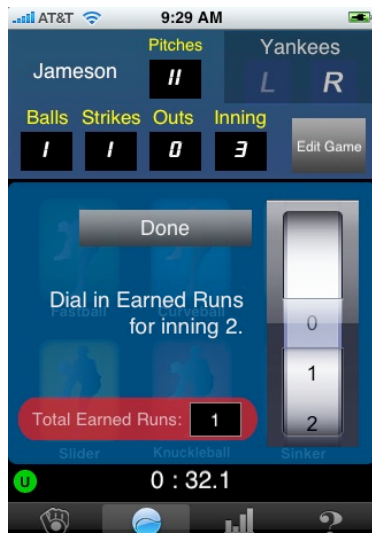 AT&T 9:29 AM
Pitches Yankees
Jameson 11 L R
Balls Strikes Outs Inning
1 1 0 3 Edit Game
Done
Dial in Earned Runs
for inning 2.
Fastball Curveball
0
1
2
Total Earned Runs: 1
Slider Knuckleball Sinker
U 0 : 32.1
?